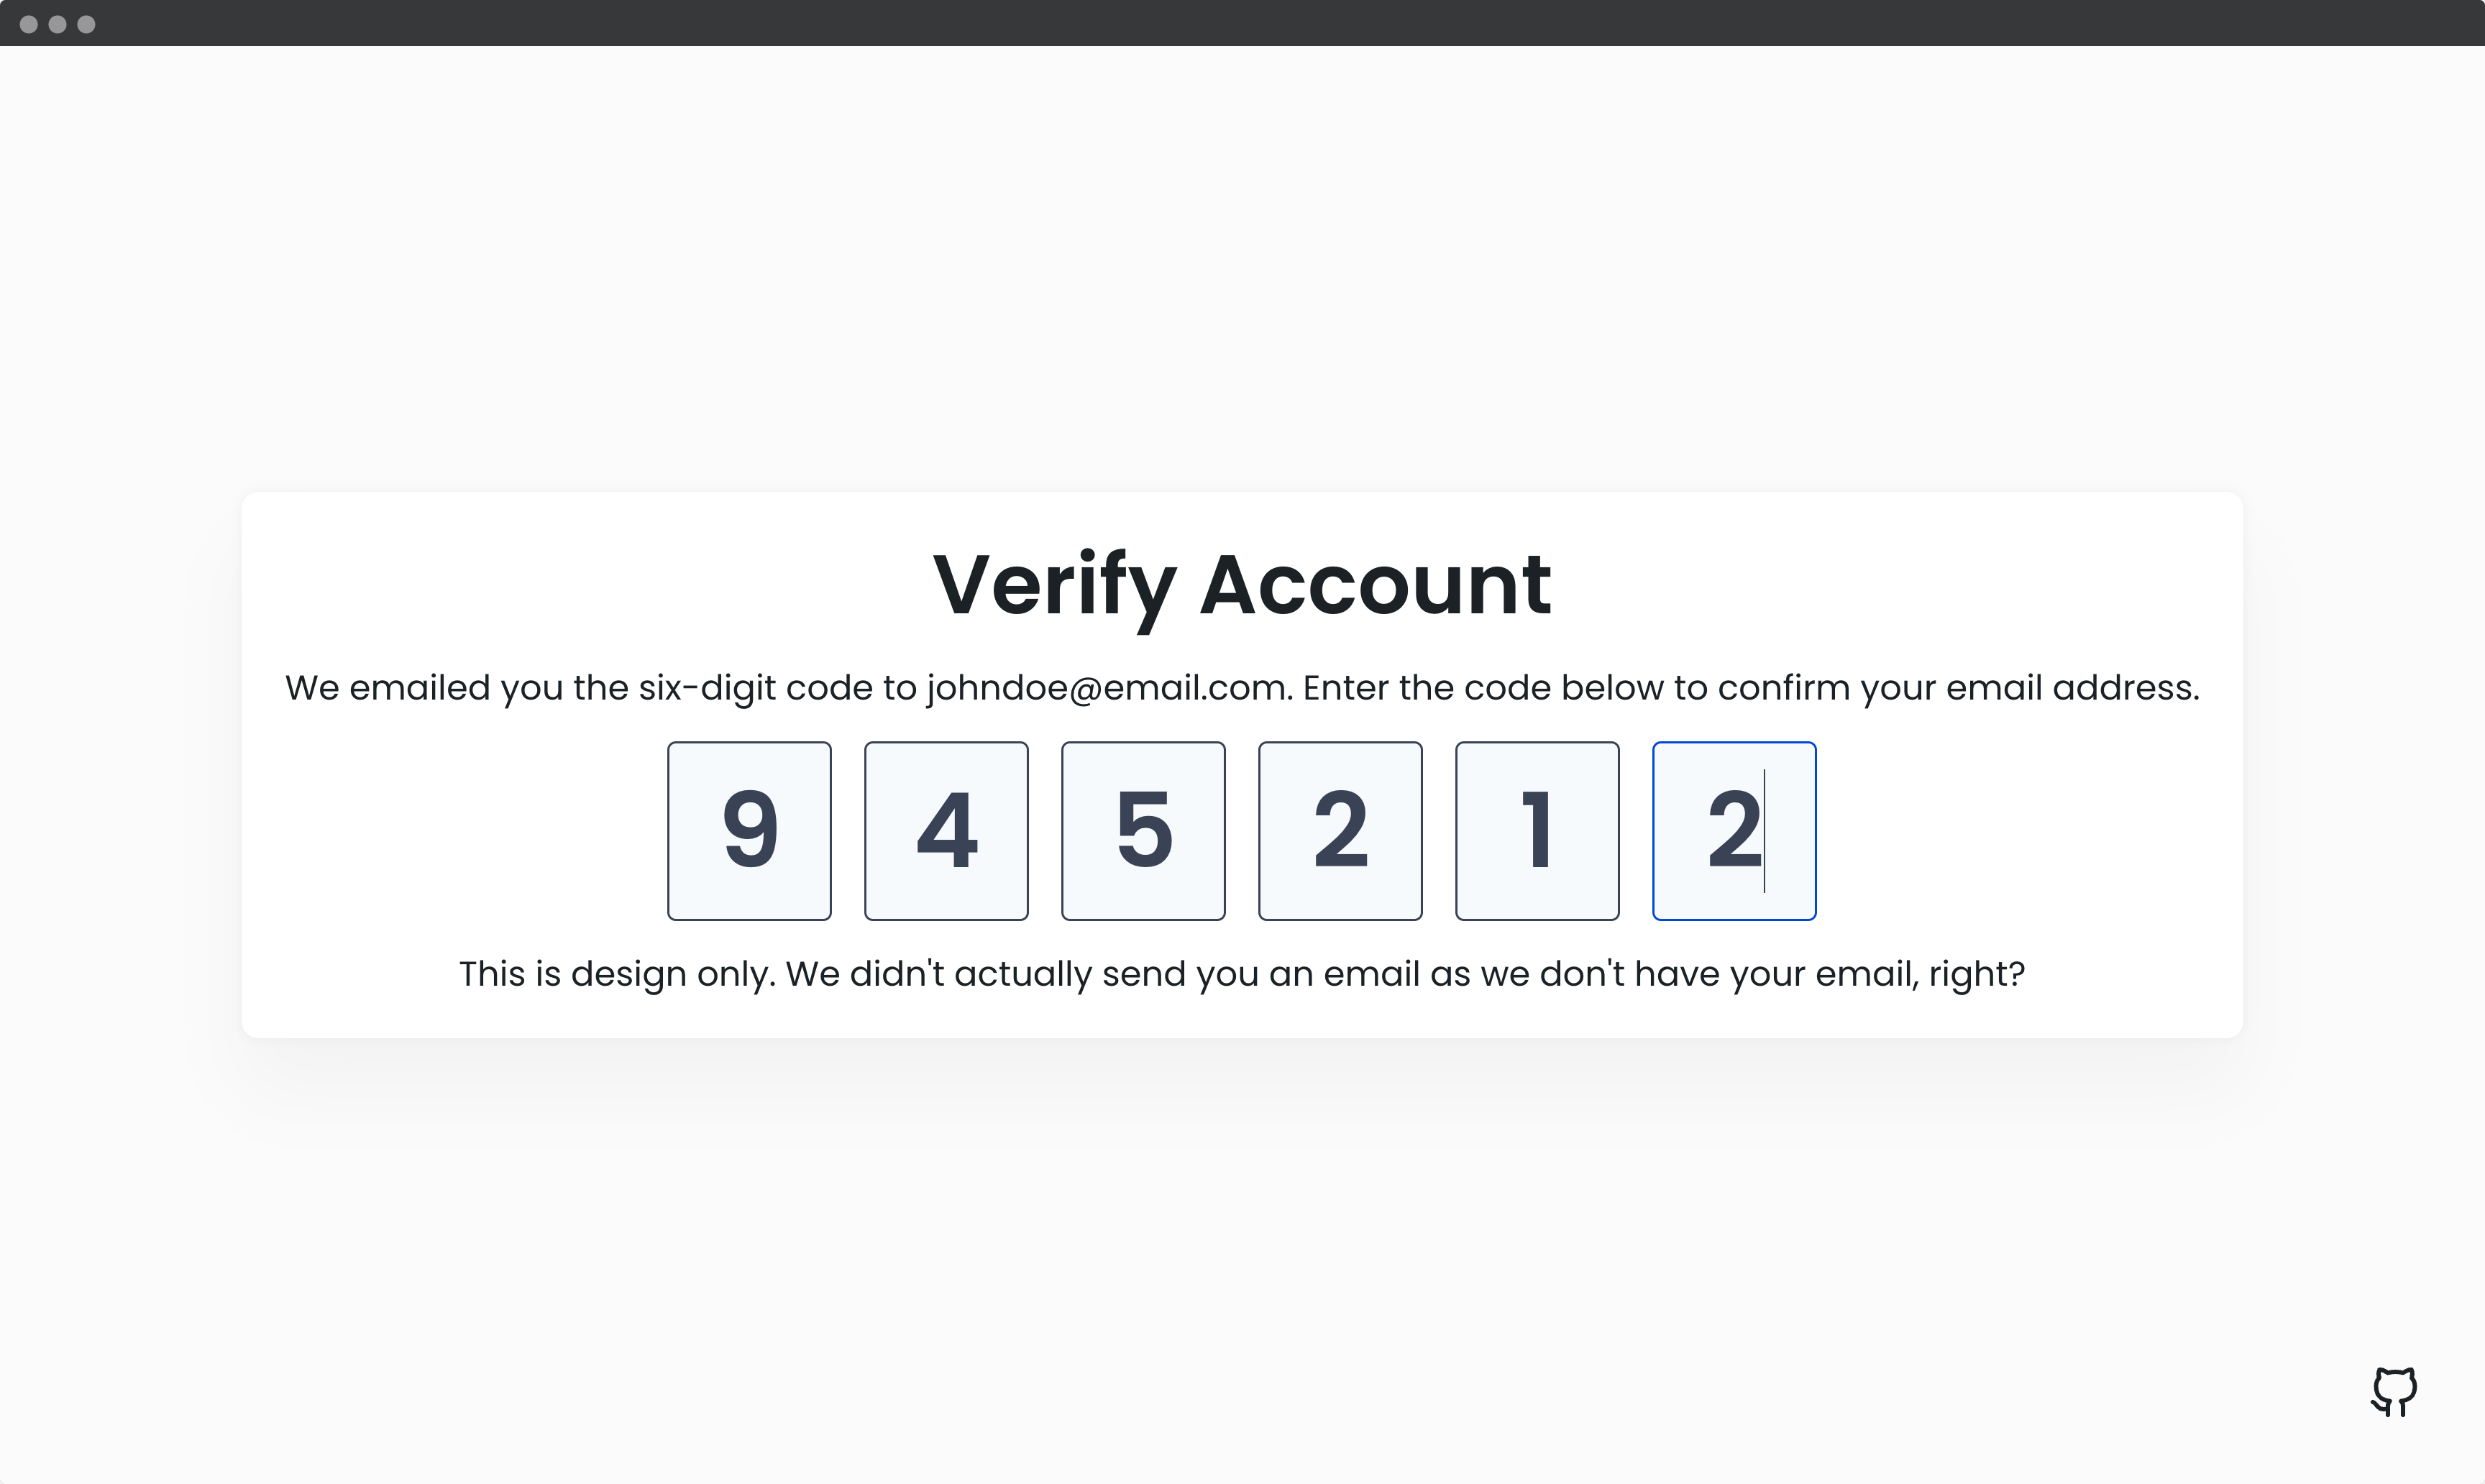 Verify Account
We emailed you the six-digit code to johndoe@email.com. Enter the code below to confirm your email address.
9 4 5 2 1 2
This is design only. We didn't actually send you an email as we don't have your email, right?